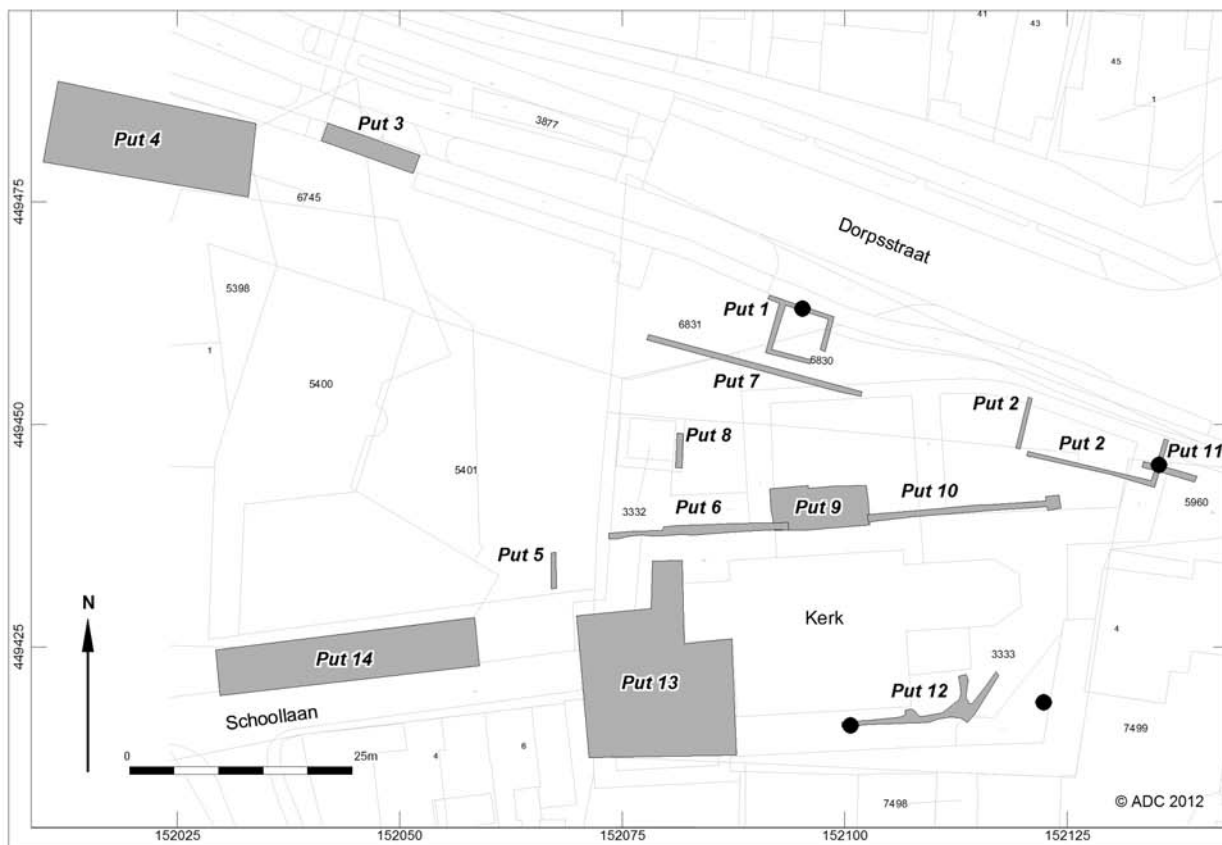 41
43
45
1
3877
Put 3
Put 4
6745
449475
Dorpsstraat
5398
Put 1
6831
1
6830
Put 7
5400
Put 2
449450
Put 8
Put 2
Put 11
5401
5960
Put 10
3332
Put 6
Put 9
Put 5
N
Kerk
4
449425
3333
Put 14
Put 13
Put 12
Schoollaan
7499
0
25m
4
6
7498
© ADC 2012
152025
152050
152075
152100
152125